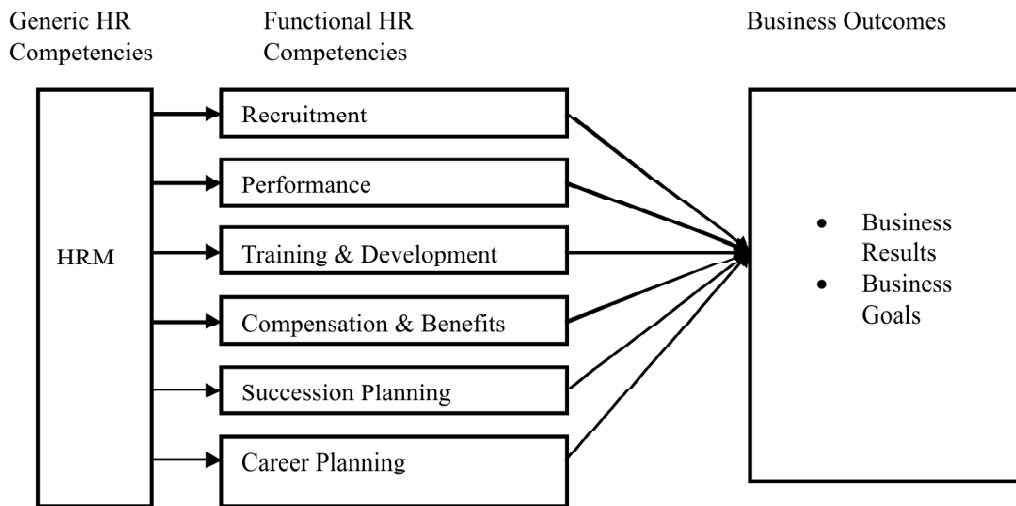 Generic HR
Competencies
Functional HR
Competencies
Business Outcomes
HRM
Recruitment
Performance
Training & Development
Compensation & Benefits
Succession Planning
Career Planning
• Business
Results
• Business
Goals